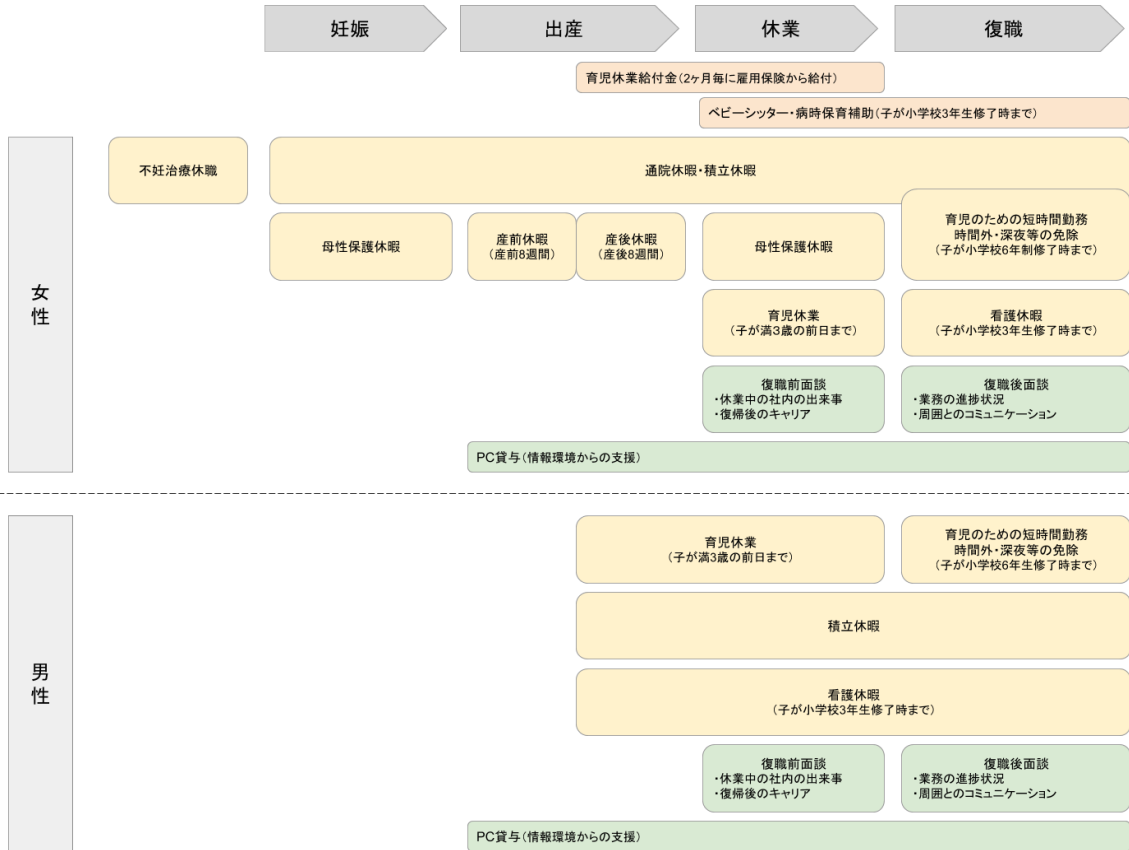 妊娠
出産
休業
復職
育児休業給付金(2ヶ月毎に雇用保険から給付)
ベビーシッター・病時保育補助(子が小学校3年生修了時まで)
女性
不妊治療休職
通院休暇・積立休暇
母性保護休暇
産前休暇
(産前8週間)
産後休暇
(産後8週間)
母性保護休暇
育児のための短時間勤務
時間外・深夜等の免除
(子が小学校6年制修了時まで)
育児休業
(子が満3歳の前日まで)
看護休暇
(子が小学校3年生修了時まで)
復職前面談
・休業中の社内の出来事
・復帰後のキャリア
復職後面談
・業務の進捗状況
・周囲とのコミュニケーション
PC貸与(情報環境からの支援)
男性
育児休業
(子が満3歳の前日まで)
育児のための短時間勤務
時間外・深夜等の免除
(子が小学校6年生修了時まで)
積立休暇
看護休暇
(子が小学校3年生修了時まで)
復職前面談
・休業中の社内の出来事
・復帰後のキャリア
復職後面談
・業務の進捗状況
・周囲とのコミュニケーション
PC貸与(情報環境からの支援)